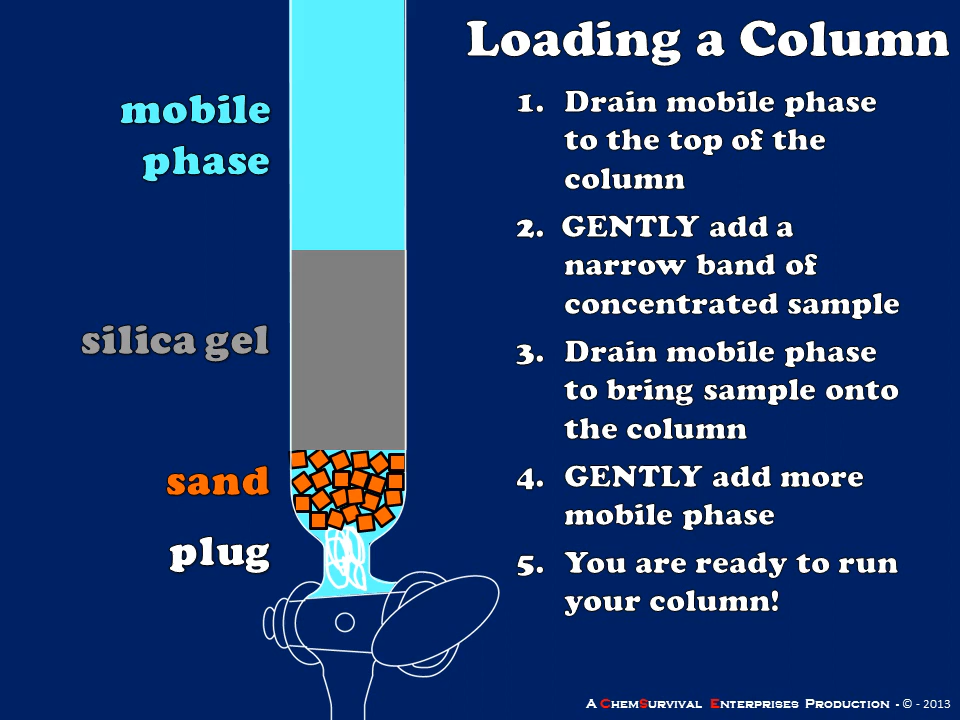 Loading a Column
mobile
phase
silica gel
sand
plug
1. Drain mobile phase
to the top of the
column
2. GENTLY add a
narrow band of
concentrated sample
3. Drain mobile phase
to bring sample onto
the column
4. GENTLY add more
mobile phase
5. You are ready to run
your column!
A ChemSurvival Enterprises Production - © - 2013